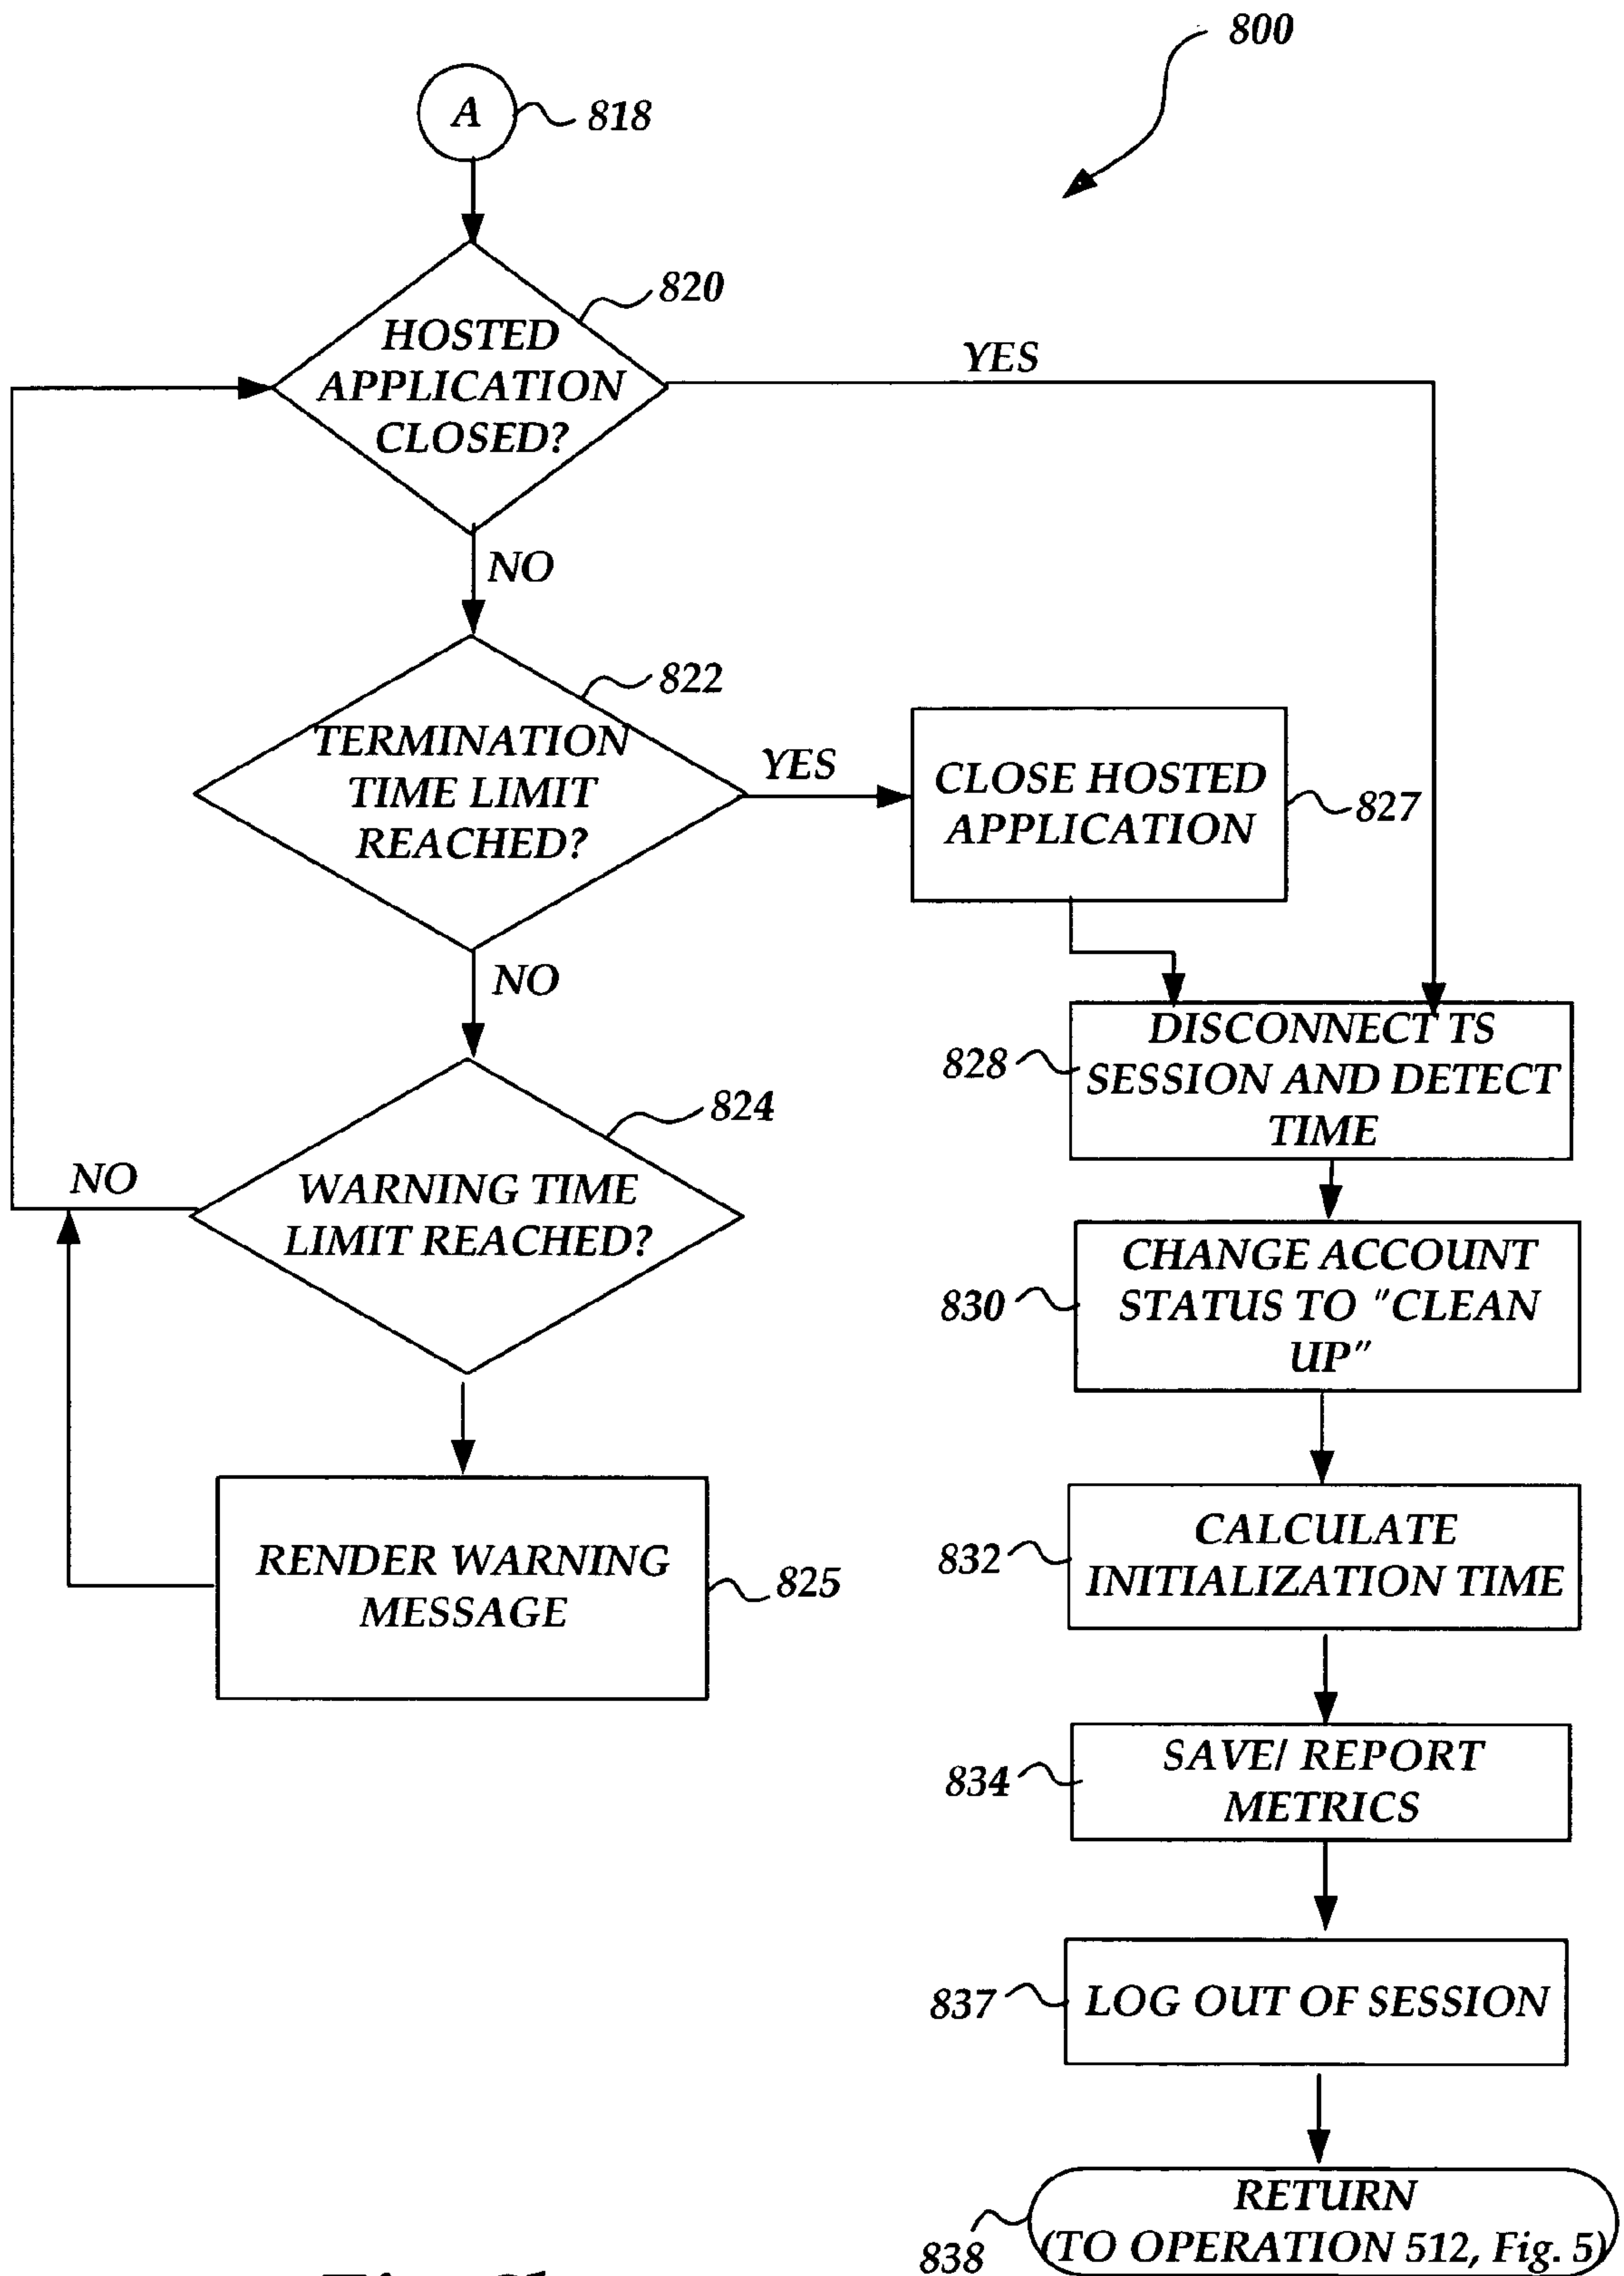 800
A
818
820
HOSTED
APPLICATION
CLOSED?
YES
NO
822
TERMINATION
TIME LIMIT
REACHED?
YES
CLOSE HOSTED
APPLICATION
827
NO
828
DISCONNECT TS
SESSION AND DETECT
TIME
824
WARNING TIME
LIMIT REACHED?
NO
830
CHANGE ACCOUNT
STATUS TO "CLEAN
UP"
RENDER WARNING
MESSAGE
825
832
CALCULATE
INITIALIZATION TIME
834
SAVE/ REPORT
METRICS
837
LOG OUT OF SESSION
838
RETURN
(TO OPERATION 512, Fig. 5)